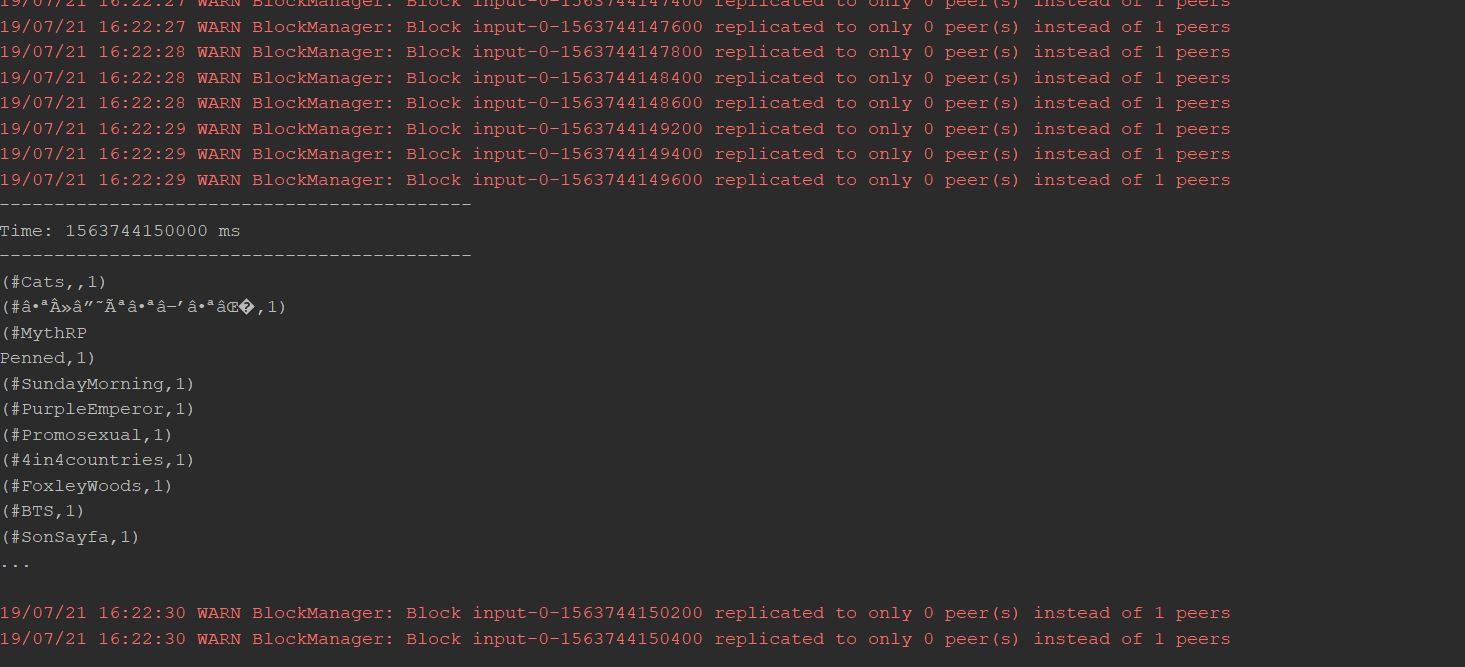 19/07/21 16:22:27 WARN BlockManager: Block input-0-1563744147400 replicated to only 0 peer(s) instead of 1 peers
19/07/21 16:22:27 WARN BlockManager: Block input-0-1563744147600 replicated to only 0 peer(s) instead of 1 peers
19/07/21 16:22:28 WARN BlockManager: Block input-0-1563744147800 replicated to only 0 peer(s) instead of 1 peers
19/07/21 16:22:28 WARN BlockManager: Block input-0-1563744148400 replicated to only 0 peer(s) instead of 1 peers
19/07/21 16:22:28 WARN BlockManager: Block input-0-1563744148600 replicated to only 0 peer(s) instead of 1 peers
19/07/21 16:22:29 WARN BlockManager: Block input-0-1563744149200 replicated to only 0 peer(s) instead of 1 peers
19/07/21 16:22:29 WARN BlockManager: Block input-0-1563744149400 replicated to only 0 peer(s) instead of 1 peers
19/07/21 16:22:29 WARN BlockManager: Block input-0-1563744149600 replicated to only 0 peer(s) instead of 1 peers
-------------------------------------------
Time: 1563744150000 ms
-------------------------------------------
(#Cats,,1)
(#â•ªÂ»â”˜Ãªâ•ªâ–’â•ªâŒ�,1)
(#MythRP
Penned,1)
(#SundayMorning,1)
(#PurpleEmperor,1)
(#Promosexual,1)
(#4in4countries,1)
(#FoxleyWoods,1)
(#BTS,1)
(#SonSayfa,1)
...
19/07/21 16:22:30 WARN BlockManager: Block input-0-1563744150200 replicated to only 0 peer(s) instead of 1 peers
19/07/21 16:22:30 WARN BlockManager: Block input-0-1563744150400 replicated to only 0 peer(s) instead of 1 peers